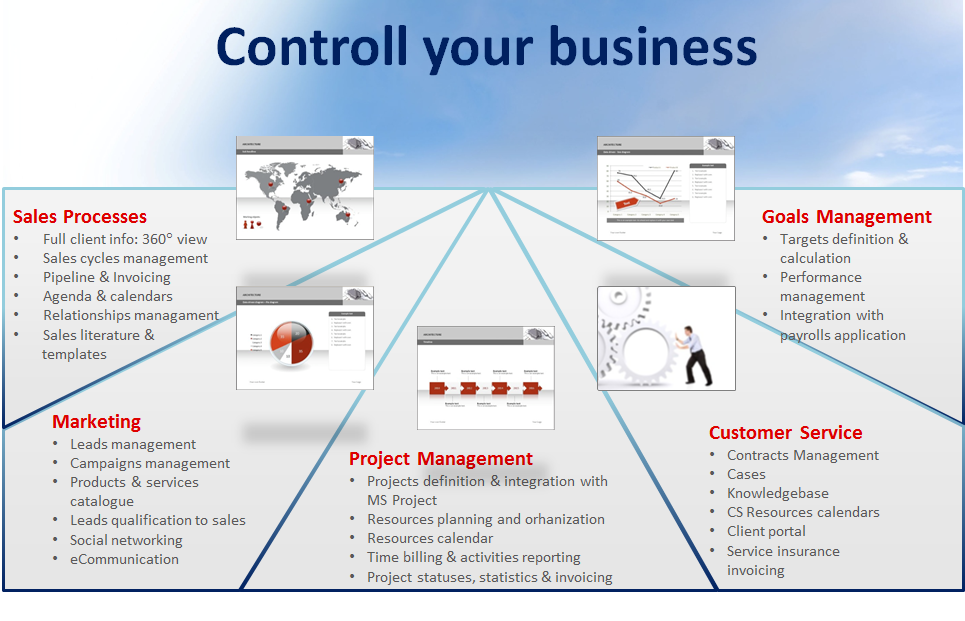 Controll your business
Sales Processes
• Full client info: 360° view
• Sales cycles management
• Pipeline & Invoicing
• Agenda & calendars
• Relationships managament
• Sales literature &
templates
Goals Management
• Targets definition &
calculation
• Performance
management
• Integration with
payrolls application
Marketing
• Leads management
• Campaigns management
• Products & services
catalogue
• Leads qualification to sales
• Social networking
• eCommunication
Project Management
• Projects definition & integration with
MS Project
• Resources planning and orhanization
• Resources calendar
• Time billing & activities reporting
• Project statuses, statistics & invoicing
Customer Service
• Contracts Management
• Cases
• Knowledgebase
• CS Resources calendars
• Client portal
• Service insurance
invoicing